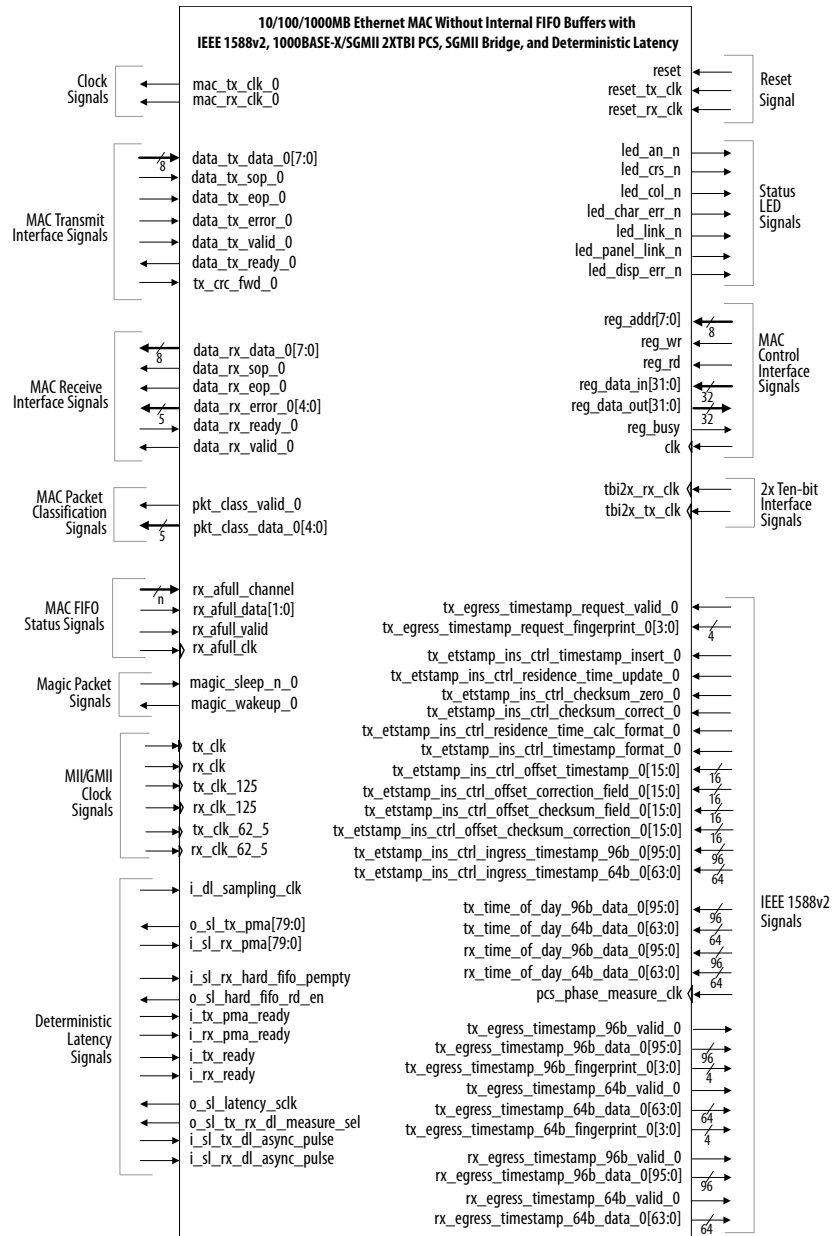 10/100/1000MB Ethernet MAC Without Internal FIFO Buffers with
IEEE 1588v2, 1000BASE-X/SGMII 2XTBI PCS, SGMII Bridge, and Deterministic Latency
Clock
Signals
mac_tx_clk_0
mac_rx_clk_0
MAC Transmit
Interface Signals
8
data_tx_data_0[7:0]
data_tx_sop_0
data_tx_eop_0
data_tx_error_0
data_tx_valid_0
data_tx_ready_0
tx_crc_fwd_0
MAC Receive
Interface Signals
8
data_rx_data_0[7:0]
data_rx_sop_0
data_rx_eop_0
5
data_rx_error_0[4:0]
data_rx_ready_0
data_rx_valid_0
MAC Packet
Classification
Signals
pkt_class_valid_0
5
pkt_class_data_0[4:0]
MAC FIFO
Status Signals
n
rx_afull_channel
rx_afull_data[1:0]
rx_afull_valid
rx_afull_clk
Magic Packet
Signals
magic_sleep_n_0
magic_wakeup_0
MII/GMII
Clock
Signals
tx_clk
rx_clk
tx_clk_125
rx_clk_125
tx_clk_62_5
rx_clk_62_5
Deterministic
Latency
Signals
i_dl_sampling_clk
o_sl_tx_pma[79:0]
i_sl_rx_pma[79:0]
i_sl_rx_hard_fifo_pempty
o_sl_hard_fifo_rd_en
i_tx_pma_ready
i_rx_pma_ready
i_tx_ready
i_rx_ready
o_sl_latency_sclk
o_sl_tx_rx_dl_measure_sel
i_sl_tx_dl_async_pulse
i_sl_rx_dl_async_pulse
reset
reset_tx_clk
reset_rx_clk
Reset
Signal
led_an_n
led_crs_n
led_col_n
led_char_err_n
led_link_n
led_panel_link_n
led_disp_err_n
Status
LED
Signals
reg_addr[7:0]
8
reg_wr
reg_rd
reg_data_in[31:0]
32
reg_data_out[31:0]
32
reg_busy
clk
MAC
Control
Interface
Signals
tbi2x_rx_clk
tbi2x_tx_clk
2x Ten-bit
Interface
Signals
tx_egress_timestamp_request_valid_0
tx_egress_timestamp_request_fingerprint_0[3:0]
4
tx_etstamp_ins_ctrl_timestamp_insert_0
tx_etstamp_ins_ctrl_residence_time_update_0
tx_etstamp_ins_ctrl_checksum_zero_0
tx_etstamp_ins_ctrl_checksum_correct_0
tx_etstamp_ins_ctrl_residence_time_calc_format_0
tx_etstamp_ins_ctrl_timestamp_format_0
tx_etstamp_ins_ctrl_offset_timestamp_0[15:0]
16
tx_etstamp_ins_ctrl_offset_correction_field_0[15:0]
16
tx_etstamp_ins_ctrl_offset_checksum_field_0[15:0]
16
tx_etstamp_ins_ctrl_offset_checksum_correction_0[15:0]
16
tx_etstamp_ins_ctrl_ingress_timestamp_96b_0[95:0]
96
tx_etstamp_ins_ctrl_ingress_timestamp_64b_0[63:0]
64
tx_time_of_day_96b_data_0[95:0]
96
tx_time_of_day_64b_data_0[63:0]
64
rx_time_of_day_96b_data_0[95:0]
96
rx_time_of_day_64b_data_0[63:0]
64
pcs_phase_measure_clk
tx_egress_timestamp_96b_valid_0
tx_egress_timestamp_96b_data_0[95:0]
96
tx_egress_timestamp_96b_fingerprint_0[3:0]
4
tx_egress_timestamp_64b_valid_0
tx_egress_timestamp_64b_data_0[63:0]
64
tx_egress_timestamp_64b_fingerprint_0[3:0]
4
rx_egress_timestamp_96b_valid_0
rx_egress_timestamp_96b_data_0[95:0]
96
rx_egress_timestamp_64b_valid_0
rx_egress_timestamp_64b_data_0[63:0]
64
IEEE 1588v2
Signals